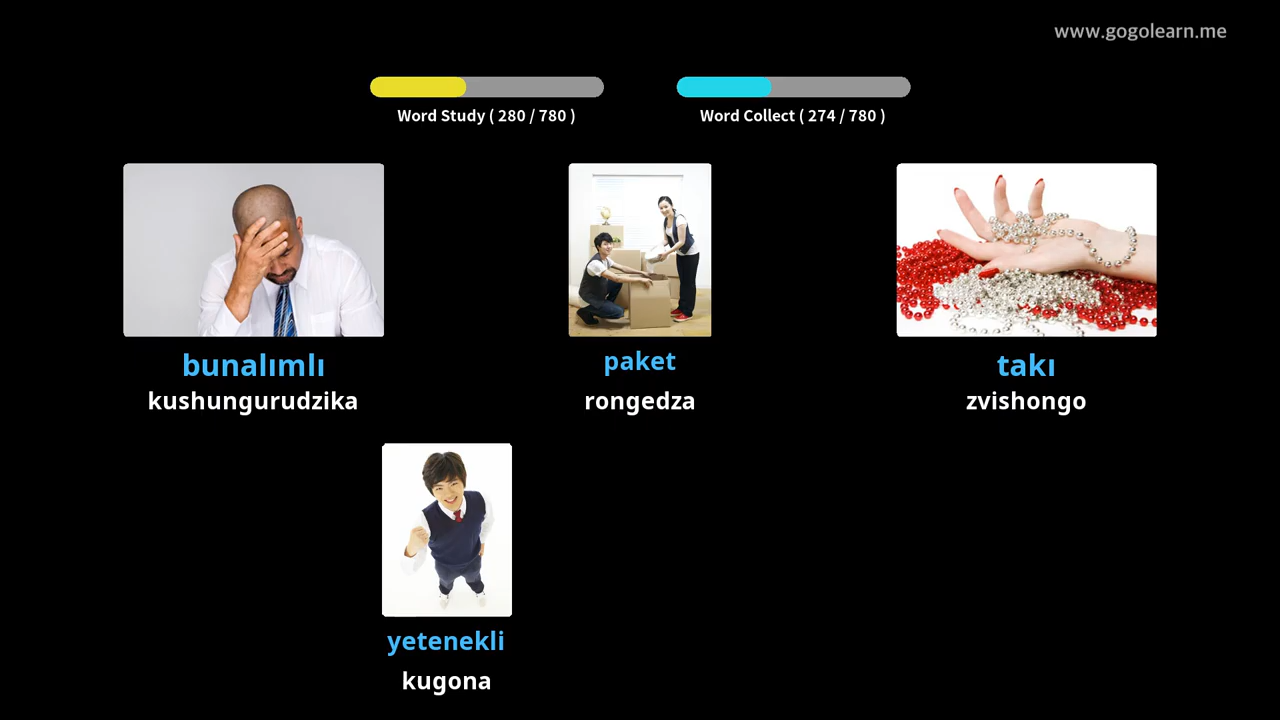 www.gogolearn.me
Word Study ( 280 / 780 )
Word Collect ( 274 / 780 )
bunalımlı
kushungurudzika
paket
rongedza
takı
zvishongo
yetenekli
kugona